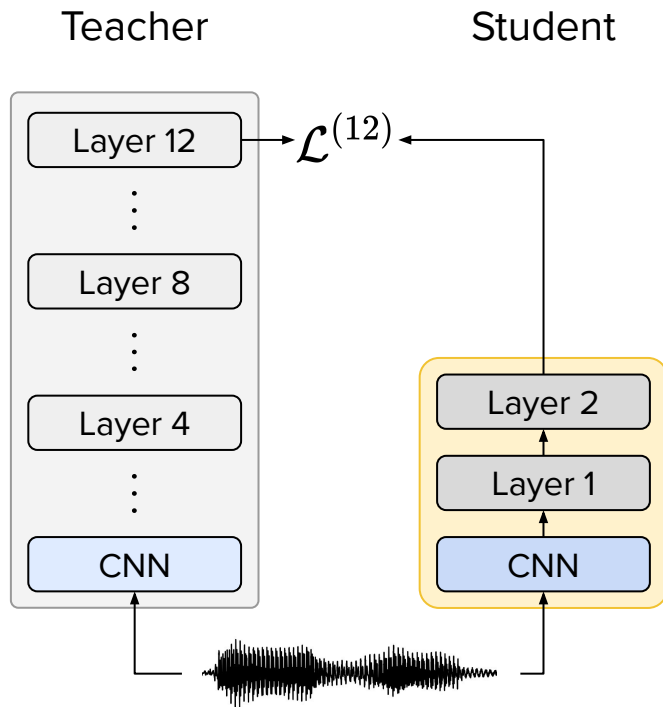 Teacher
Student
Layer 12
ℒ^(12)
Layer 8
Layer 4
CNN
Layer 2
Layer 1
CNN